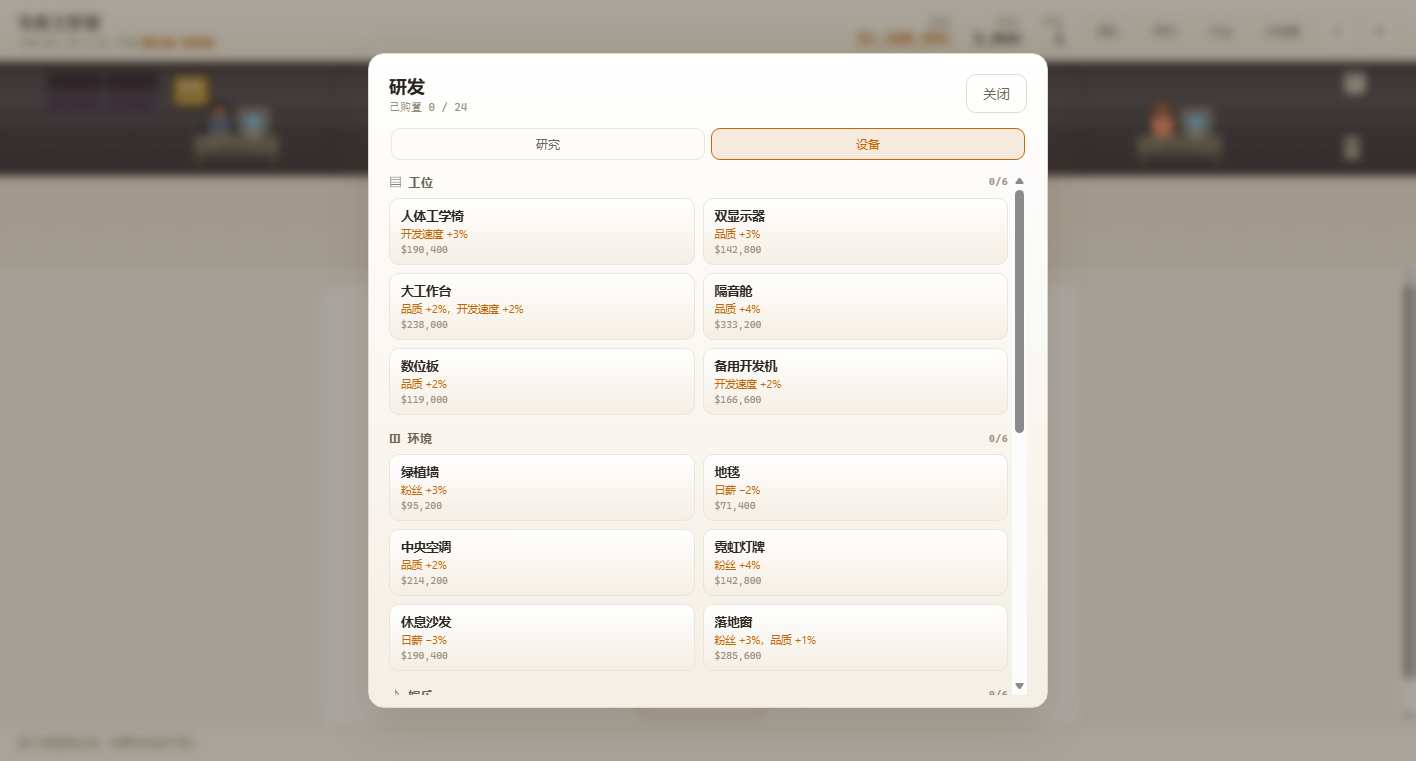 研发
已购置 0 / 24
关闭
研究
设备
工位
0/6
人体工学椅
开发速度 +3%
$190,400
双显示器
品质 +3%
$142,800
大工作台
品质 +2%, 开发速度 +2%
$238,000
隔音舱
品质 +4%
$333,200
数位板
品质 +2%
$119,000
备用开发机
开发速度 +2%
$166,600
环境
0/6
绿植墙
粉丝 +3%
$95,200
地毯
日薪 −2%
$71,400
中央空调
品质 +2%
$214,200
霓虹灯牌
粉丝 +4%
$142,800
休息沙发
日薪 −3%
$190,400
落地窗
粉丝 +3%, 品质 +1%
$285,600
娱乐
0/6